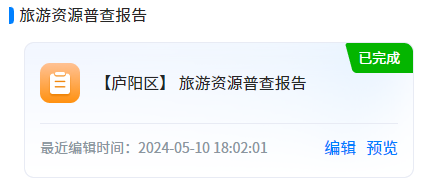 旅游资源普查报告
已完成
【庐阳区】 旅游资源普查报告
最近编辑时间：2024-05-10 18:02:01 编辑 预览